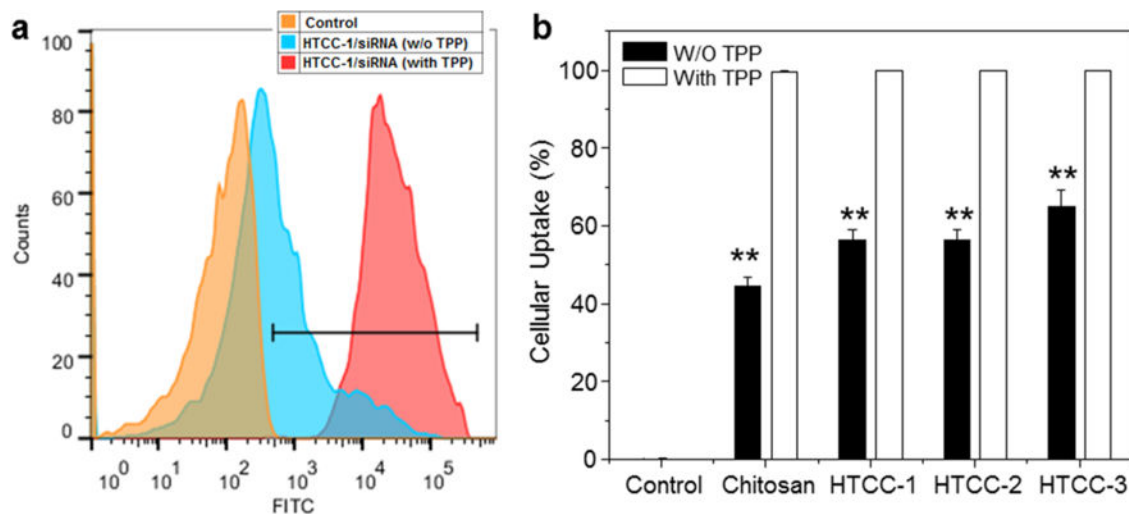 a
Control
HTCC-1/siRNA (w/o TPP)
HTCC-1/siRNA (with TPP)
100
80
60
40
20
0
Counts
10^0 10^1 10^2 10^3 10^4 10^5
FITC
b
W/O TPP
With TPP
100
80
60
40
20
0
Cellular Uptake (%)
**
**
**
**
Control Chitosan HTCC-1 HTCC-2 HTCC-3